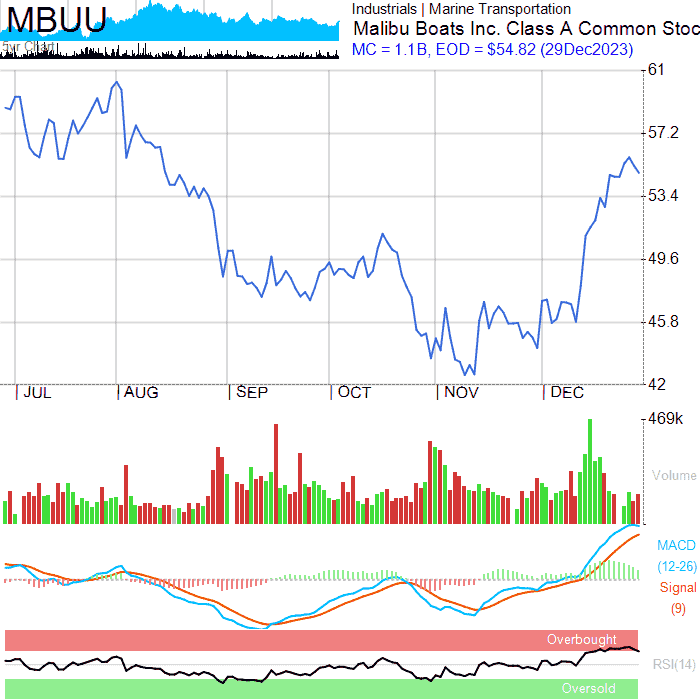 MBUU
5yr Chart
Industrials | Marine Transportation
Malibu Boats Inc. Class A Common Stoc
MC = 1.1B, EOD = $54.82 (29Dec2023)
61
57.2
53.4
49.6
45.8
42
JUL AUG SEP OCT NOV DEC
469k
Volume
MACD
(12-26)
Signal
(9)
Overbought
RSI(14)
Oversold